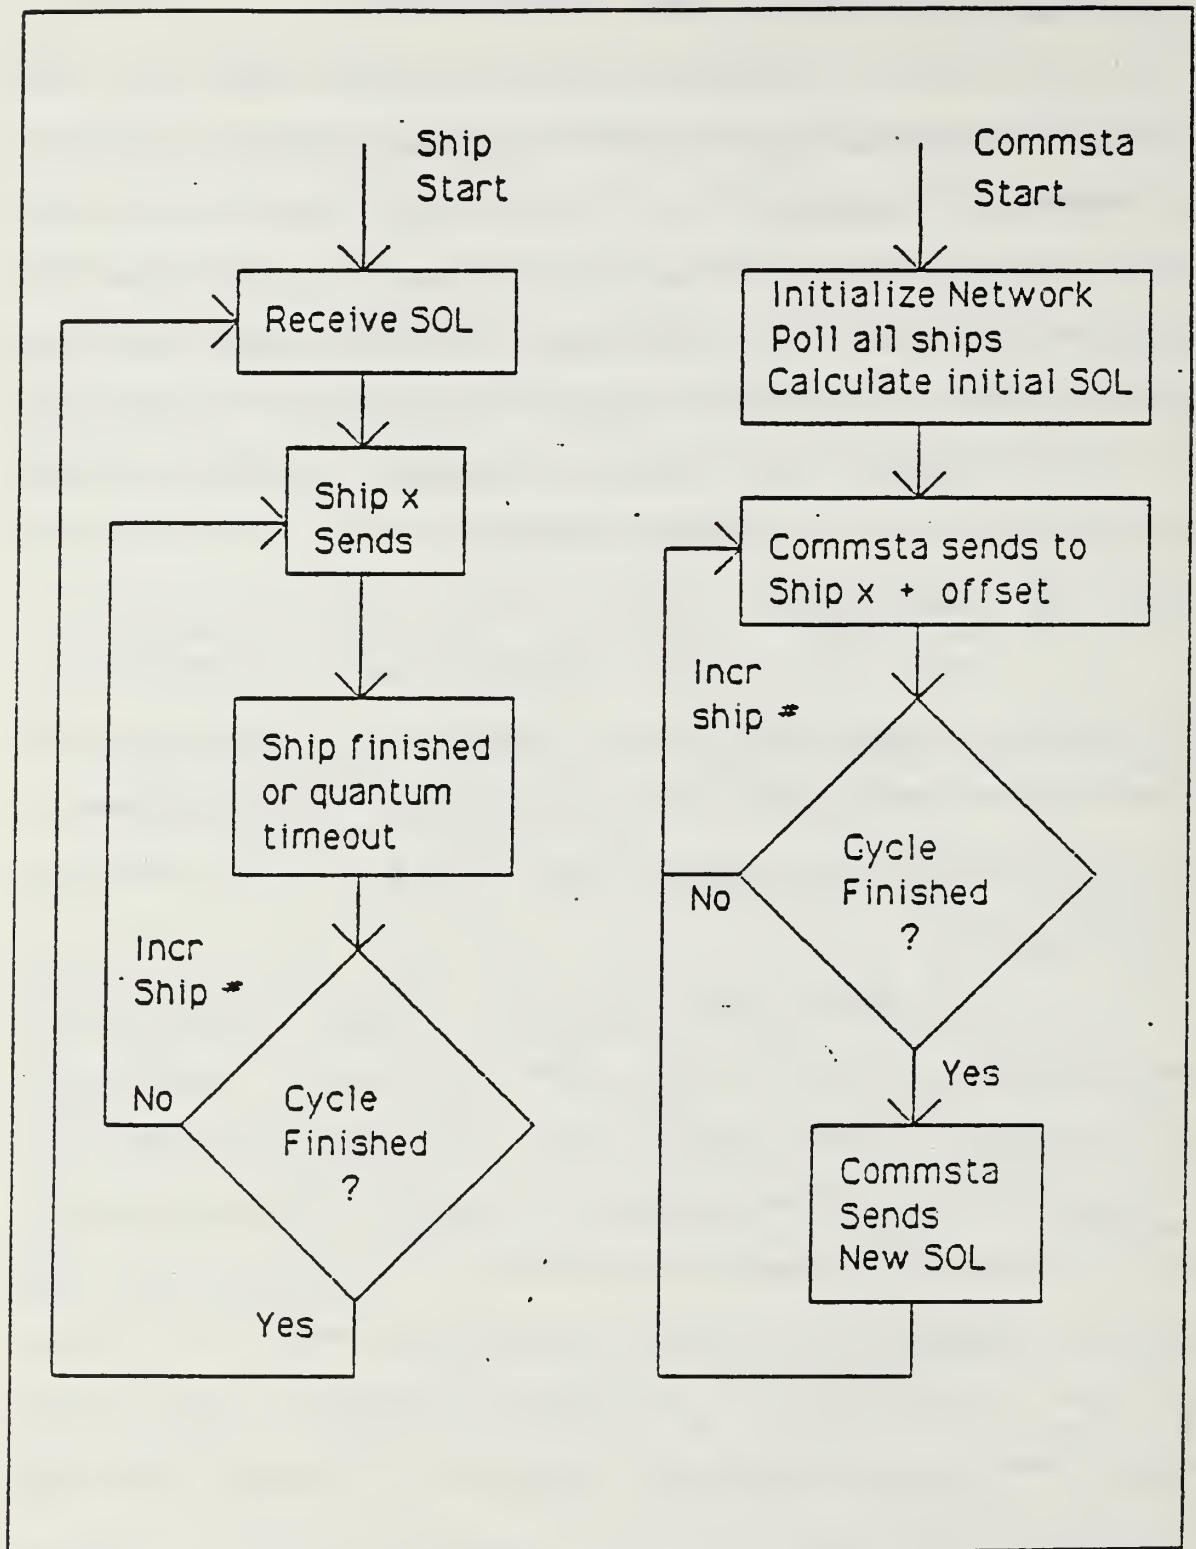 Ship
Start
Receive SOL
Ship x
Sends
Ship finished
or quantum
timeout
Incr
Ship #
No
Cycle
Finished
?
Yes
Commsta
Start
Initialize Network
Poll all ships
Calculate initial SOL
Commsta sends to
Ship x + offset
Incr
ship #
No
Cycle
Finished
?
Yes
Commsta
Sends
New SOL